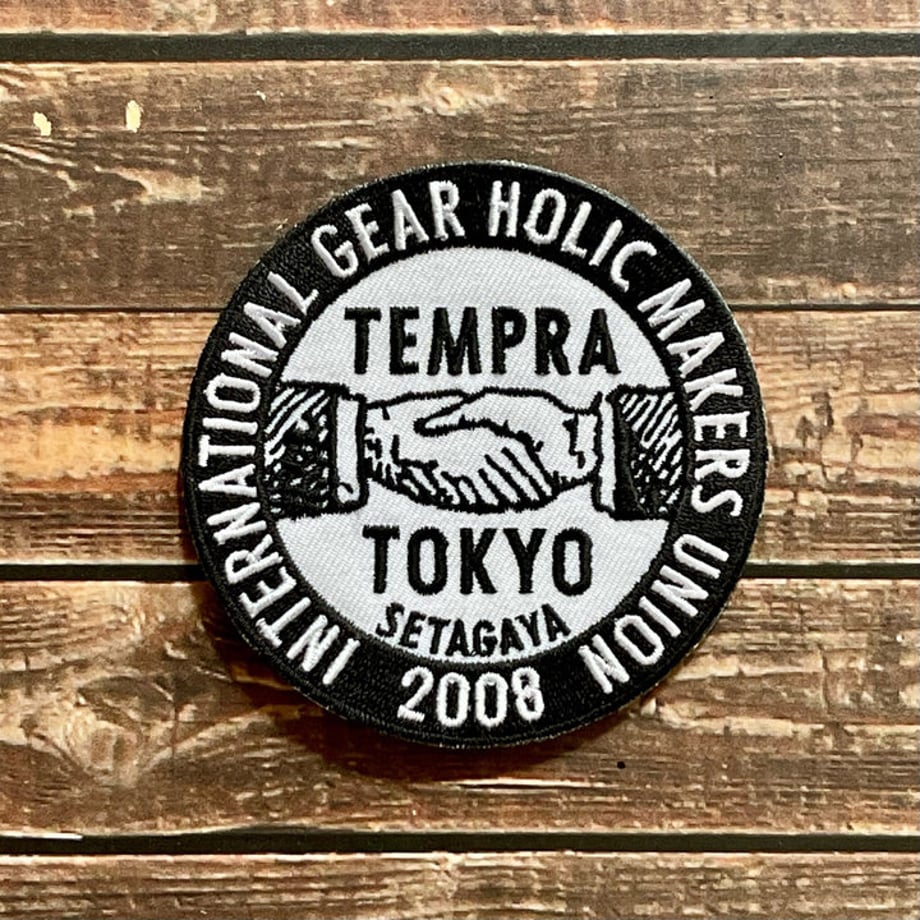 INTERNATIONAL GEAR HOLIC MAKERS UNION
TEMPRA
TOKYO
SETAGAYA
2008